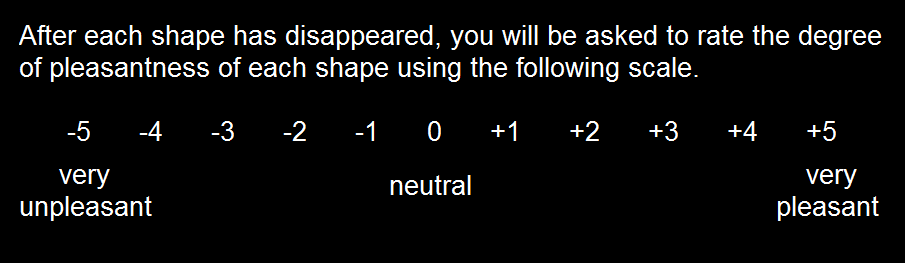 After each shape has disappeared, you will be asked to rate the degree
of pleasantness of each shape using the following scale.
-5 -4 -3 -2 -1 0 +1 +2 +3 +4 +5
very very
neutral
unpleasant pleasant